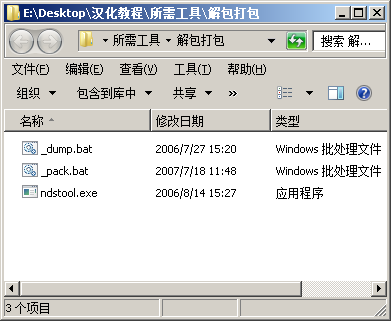 E:\Desktop\汉化教程\所需工具\解包打包
所需工具 解包打包 搜索 解...
文件(F) 编辑(E) 查看(V) 工具(T) 帮助(H)
组织 包含到库中 共享 »
名称 修改日期 类型
_dump.bat 2006/7/27 15:20 Windows 批处理文件
_pack.bat 2007/7/18 11:48 Windows 批处理文件
ndstool.exe 2006/8/14 15:27 应用程序
3 个项目